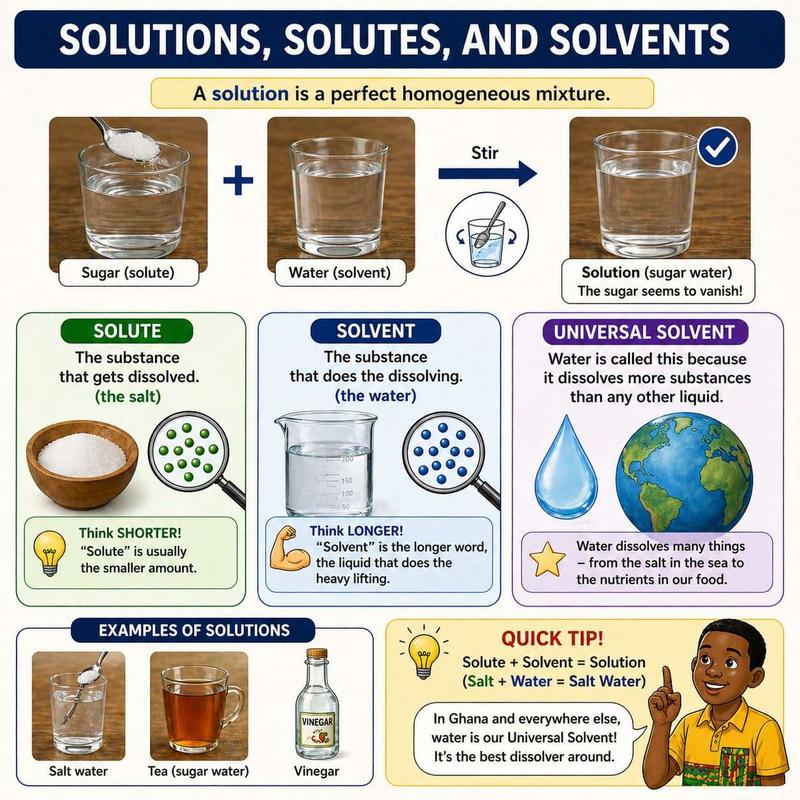 SOLUTIONS, SOLUTES, AND SOLVENTS
A solution is a perfect homogeneous mixture.
Sugar (solute)
+
Water (solvent)
Stir
Solution (sugar water)
The sugar seems to vanish!
SOLUTE
The substance
that gets dissolved.
(the salt)
Think SHORTER!
“Solute” is usually
the smaller amount.
SOLVENT
The substance
that does the dissolving.
(the water)
200
150
100
50
Think LONGER!
“Solvent” is the longer word,
the liquid that does the
heavy lifting.
UNIVERSAL SOLVENT
Water is called this because
it dissolves more substances
than any other liquid.
Water dissolves many things
– from the salt in the sea to
the nutrients in our food.
EXAMPLES OF SOLUTIONS
Salt water
Tea (sugar water)
VINEGAR
Vinegar
QUICK TIP!
Solute + Solvent = Solution
(Salt + Water = Salt Water)
In Ghana and everywhere else,
water is our Universal Solvent!
It’s the best dissolver around.